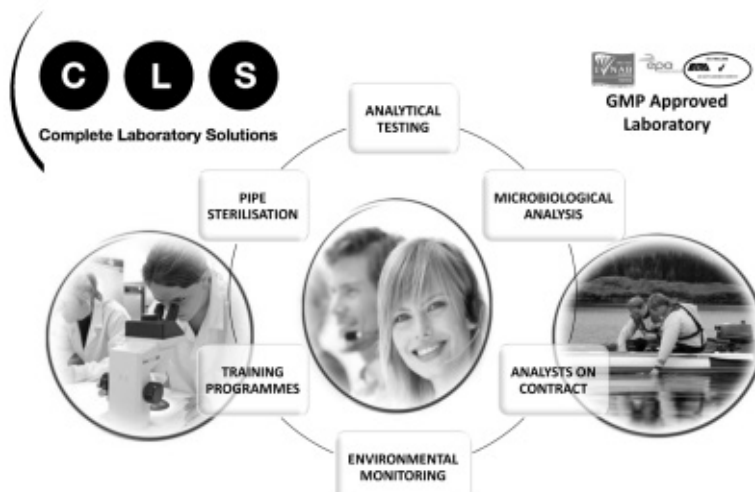 C L S
Complete Laboratory Solutions
epa
GMP Approved
Laboratory
ANALYTICAL
TESTING
PIPE
STERILISATION
MICROBIOLOGICAL
ANALYSIS
TRAINING
PROGRAMMES
ANALYSTS ON
CONTRACT
ENVIRONMENTAL
MONITORING